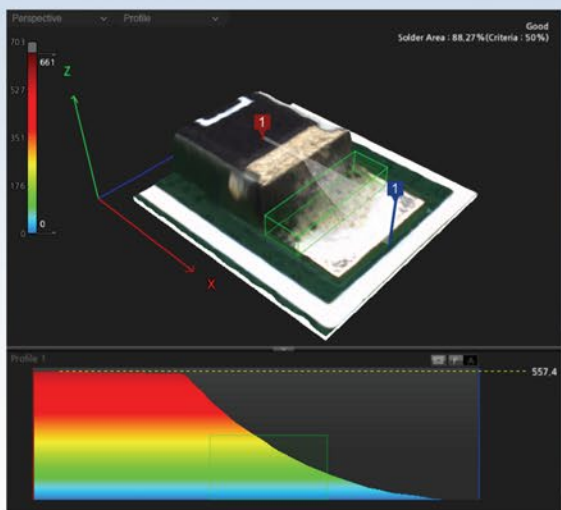 Perspective Profile
Good
Solder Area : 88,27%(Criteria : 50%)
703
661
527
351
176
0
Z
X
1
1
Profile 1
557,4